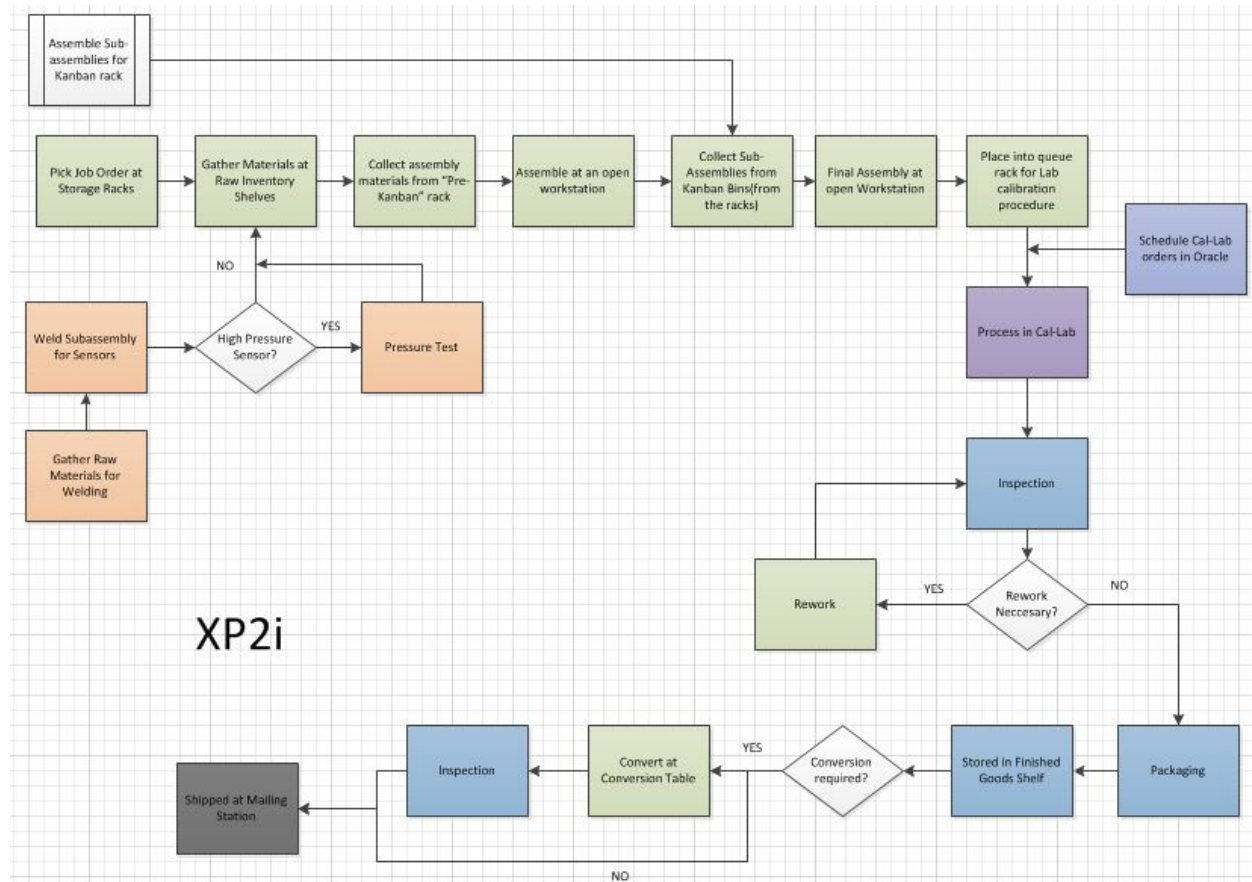 Assemble Sub-
assemblies for
Kanban rack
Pick Job Order at
Storage Racks
Gather Materials at
Raw Inventory
Shelves
Collect assembly
materials from “Pre-
Kanban” rack
Assemble at an open
workstation
Collect Sub-
Assemblies from
Kanban Bins(from
the racks)
Final Assembly at
open Workstation
Place into queue
rack for Lab
calibration
procedure
Schedule Cal-Lab
orders in Oracle
NO
Weld Subassembly
for Sensors
High Pressure
Sensor?
YES
Pressure Test
Process in Cal-Lab
Gather Raw
Materials for
Welding
Inspection
Rework
YES
Rework
Neccesary?
NO
XP2i
Shipped at Mailing
Station
Inspection
Convert at
Conversion Table
YES
Conversion
required?
Stored in Finished
Goods Shelf
Packaging
NO